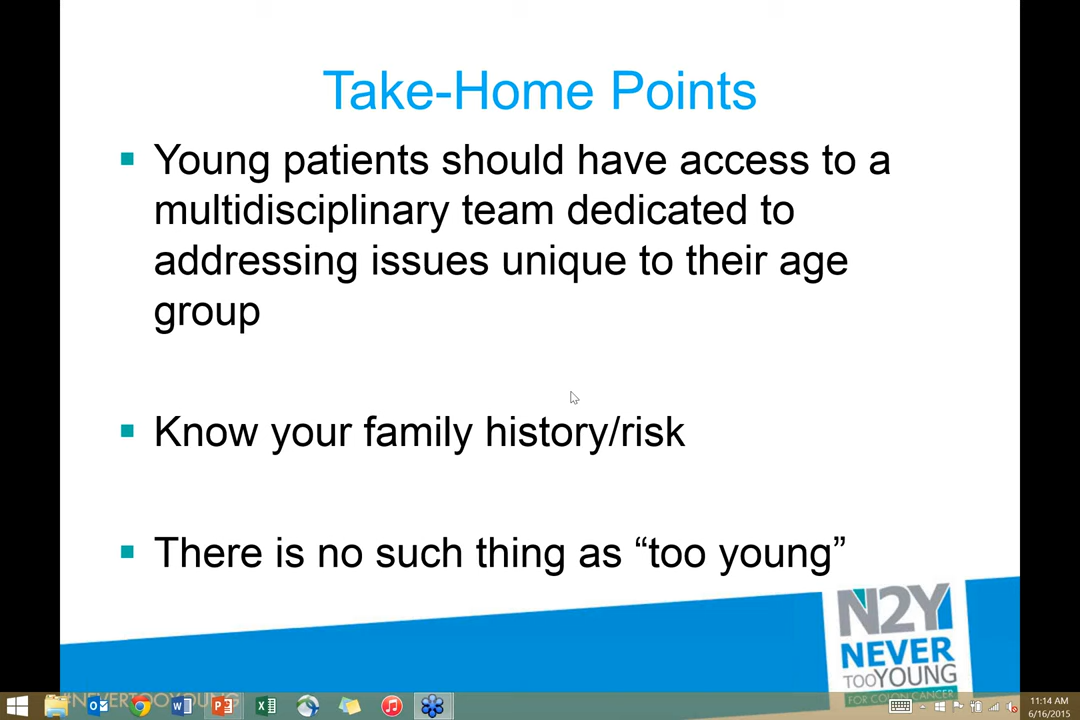 Take-Home Points
Young patients should have access to a
multidisciplinary team dedicated to
addressing issues unique to their age
group
Know your family history/risk
There is no such thing as “too young”
N2Y
NEVER
TOO YOUNG
FOR COLON CANCER
#NEVERTOOYOUNG
11:14 AM
6/16/2015